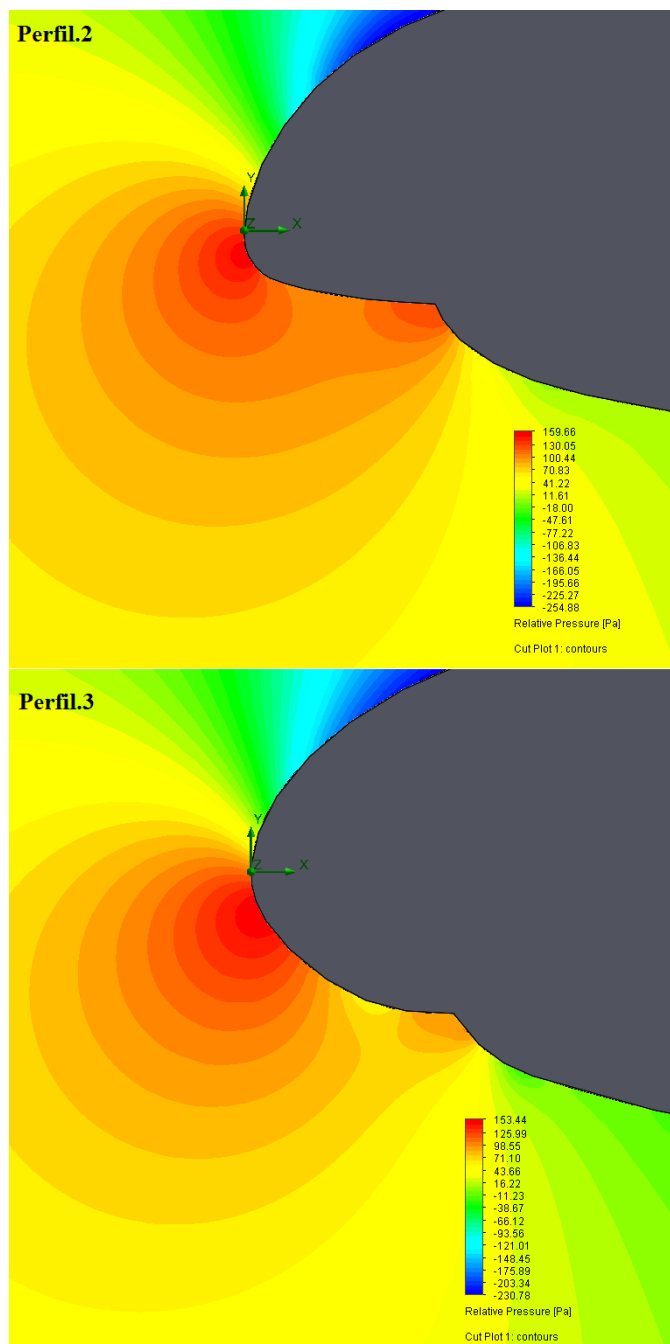 Perfil.2
Y
Z
X
159.66
130.05
100.44
70.83
41.22
11.61
-18.00
-47.61
-77.22
-106.83
-136.44
-166.05
-195.66
-225.27
-254.88
Relative Pressure [Pa]
Cut Plot 1: contours
Perfil.3
Y
Z
X
153.44
125.99
98.55
71.10
43.66
16.22
-11.23
-38.67
-66.12
-93.56
-121.01
-148.45
-175.89
-203.34
-230.78
Relative Pressure [Pa]
Cut Plot 1: contours